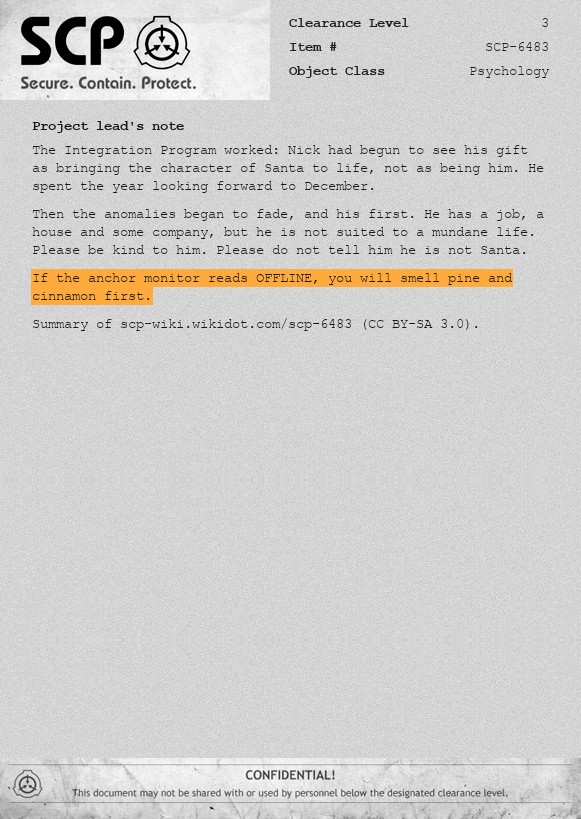 SCP
Secure. Contain. Protect.
Clearance Level 3
Item # SCP-6483
Object Class Psychology
Project lead's note
The Integration Program worked: Nick had begun to see his gift
as bringing the character of Santa to life, not as being him. He
spent the year looking forward to December.
Then the anomalies began to fade, and his first. He has a job, a
house and some company, but he is not suited to a mundane life.
Please be kind to him. Please do not tell him he is not Santa.
If the anchor monitor reads OFFLINE, you will smell pine and
cinnamon first.
Summary of scp-wiki.wikidot.com/scp-6483 (CC BY-SA 3.0).
CONFIDENTIAL!
This document may not be shared with or used by personnel below the designated clearance level.